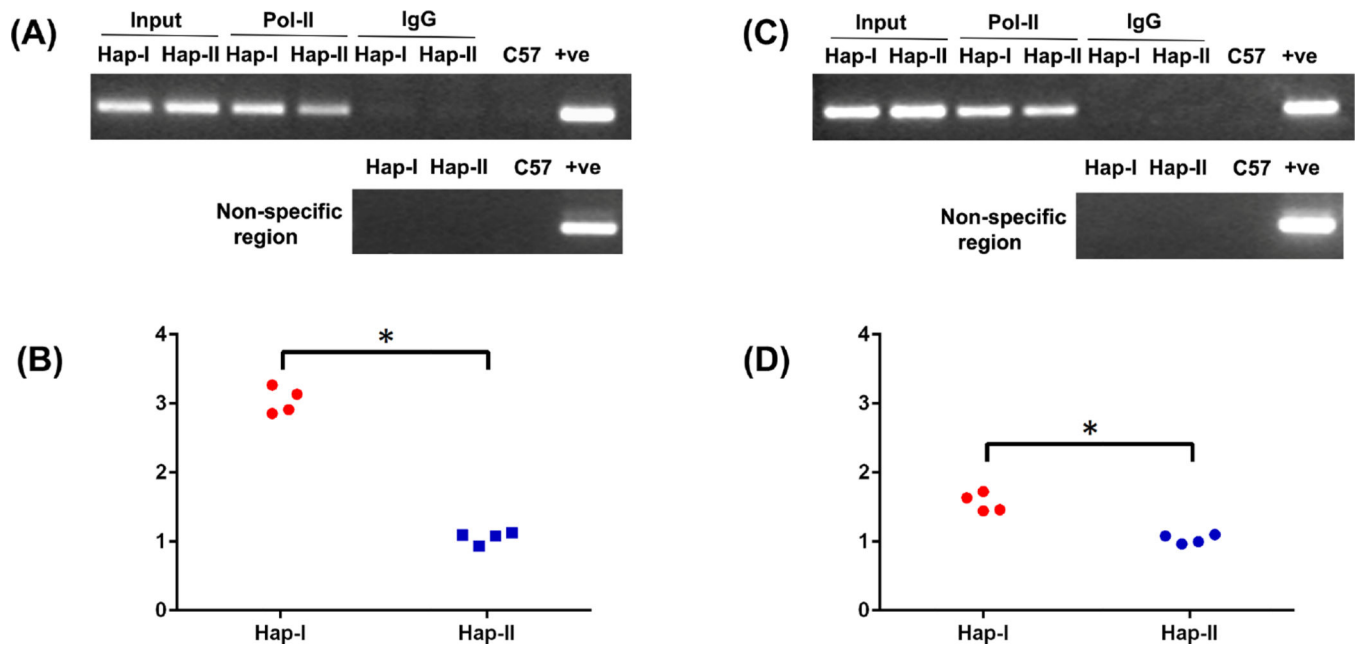 (A)
Input Pol-II IgG
Hap-I Hap-II Hap-I Hap-II Hap-I Hap-II C57 +ve
Hap-I Hap-II C57 +ve
Non-specific
region
(C)
Input Pol-II IgG
Hap-I Hap-II Hap-I Hap-II Hap-I Hap-II C57 +ve
Hap-I Hap-II C57 +ve
Non-specific
region
(B)
4
3
2
1
0
*
Hap-I Hap-II
(D)
4
3
2
1
0
*
Hap-I Hap-II